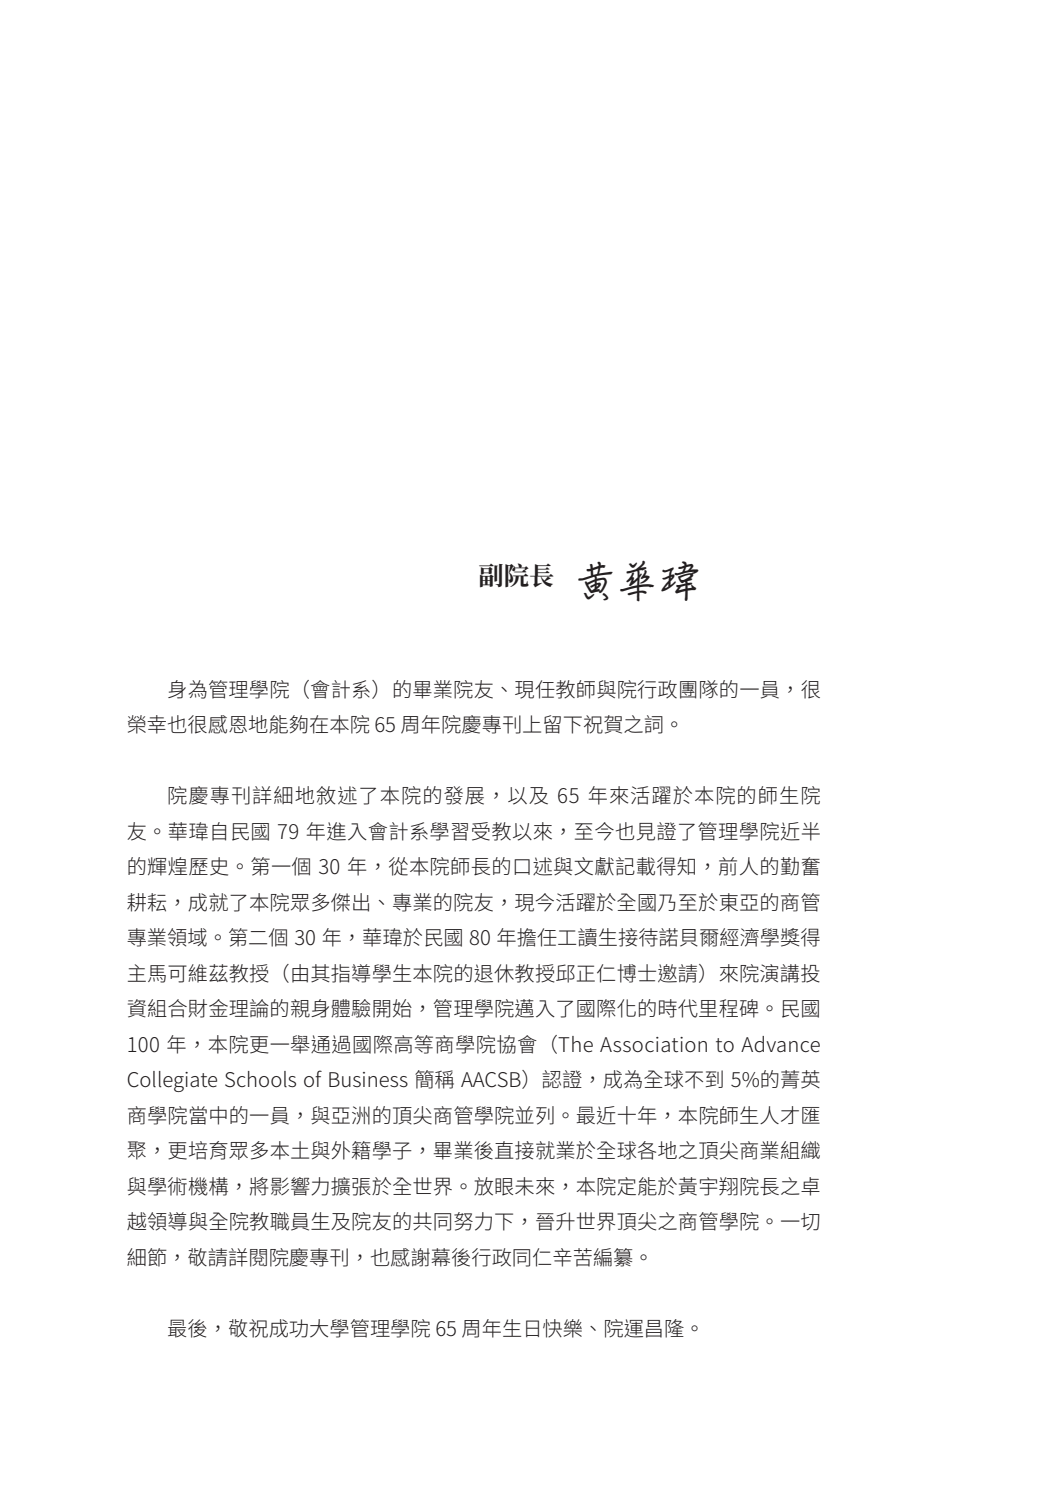 副院長 黃華瑋
身為管理學院（會計系）的畢業院友、現任教師與院行政團隊的一員，很
榮幸也很感恩地能夠在本院 65 周年院慶專刊上留下祝賀之詞。
院慶專刊詳細地敘述了本院的發展，以及 65 年來活躍於本院的師生院
友。華瑋自民國 79 年進入會計系學習受教以來，至今也見證了管理學院近半
的輝煌歷史。第一個 30 年，從本院師長的口述與文獻記載得知，前人的勤奮
耕耘，成就了本院眾多傑出、專業的院友，現今活躍於全國乃至於東亞的商管
專業領域。第二個 30 年，華瑋於民國 80 年擔任工讀生接待諾貝爾經濟學獎得
主馬可維茲教授（由其指導學生本院的退休教授邱正仁博士邀請）來院演講投
資組合財金理論的親身體驗開始，管理學院邁入了國際化的時代里程碑。民國
100 年，本院更一舉通過國際高等商學院協會（The Association to Advance
Collegiate Schools of Business 簡稱 AACSB）認證，成為全球不到 5%的菁英
商學院當中的一員，與亞洲的頂尖商管學院並列。最近十年，本院師生人才匯
聚，更培育眾多本土與外籍學子，畢業後直接就業於全球各地之頂尖商業組織
與學術機構，將影響力擴張於全世界。放眼未來，本院定能於黃宇翔院長之卓
越領導與全院教職員生及院友的共同努力下，晉升世界頂尖之商管學院。一切
細節，敬請詳閱院慶專刊，也感謝幕後行政同仁辛苦編纂。
最後，敬祝成功大學管理學院 65 周年生日快樂、院運昌隆。